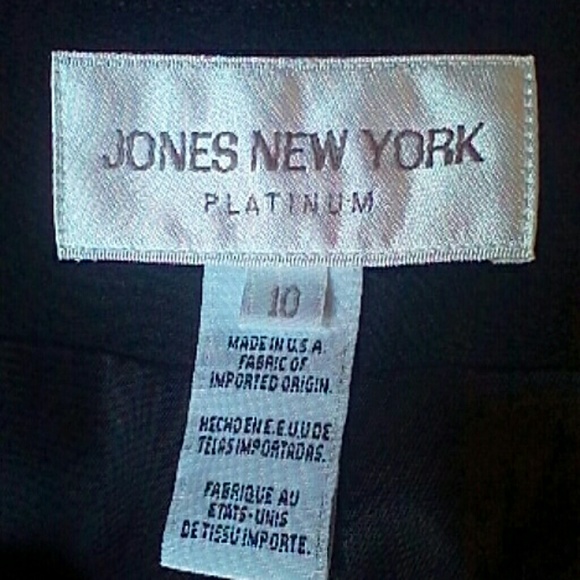 JONES NEW YORK
PLATINUM
10
MADE IN U.S.A.
FABRIC OF
IMPORTED ORIGIN.
HECHO EN E.E.U.U DE
TELAS IMPORTADAS.
FABRIQUE AU
ETATS-UNIS
DE TISSU IMPORTE.